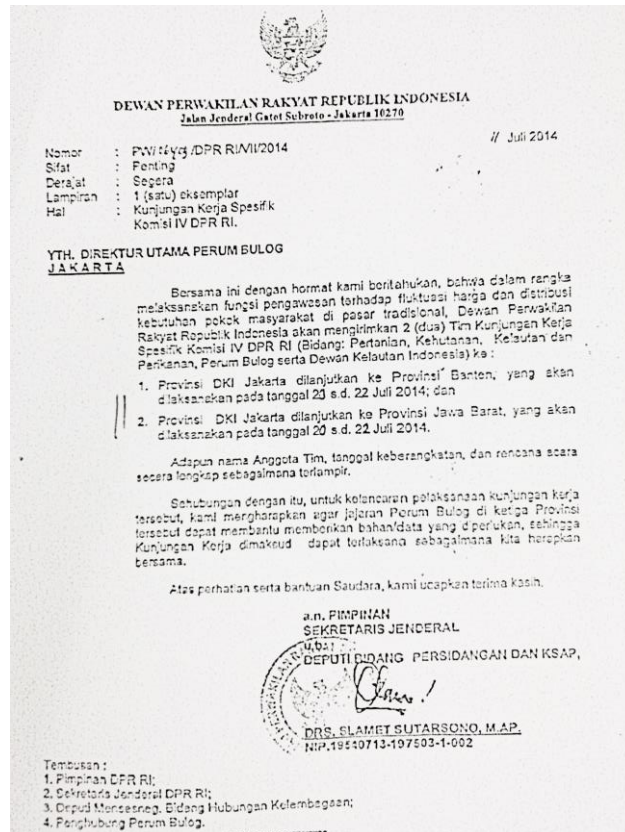 DEWAN PERWAKILAN RAKYAT REPUBLIK INDONESIA
Jalan Jenderal Gatot Subroto - Jakarta 10270
Juli 2014
Nomor : /DPR RI/VII/2014
Sifat : Penting
Derajat : Segera
Lampiran : 1 (satu) eksemplar
Hal : Kunjungan Kerja Spesifik
Komisi IV DPR RI.
YTH. DIREKTUR UTAMA PERUM BULOG
JAKARTA
Bersama ini dengan hormat kami beritahukan, bahwa dalam rangka
melaksanakan fungsi pengawasan terhadap fluktuasi harga dan distribusi
kebutuhan pokok masyarakat di pasar tradisional, Dewan Perwakilan
Rakyat Republik Indonesia akan mengirimkan 2 (dua) Tim Kunjungan Kerja
Spesifik Komisi IV DPR RI (Bidang: Pertanian, Kehutanan, Kelautan dan
Perikanan, Perum Bulog serta Dewan Kelautan Indonesia) ke :
1. Provinsi DKI Jakarta dilanjutkan ke Provinsi Banten, yang akan
dilaksanakan pada tanggal 20 s.d. 22 Juli 2014; dan
2. Provinsi DKI Jakarta dilanjutkan ke Provinsi Jawa Barat, yang akan
dilaksanakan pada tanggal 20 s.d. 22 Juli 2014.
Adapun nama Anggota Tim, tanggal keberangkatan, dan rencana acara
secara lengkap sebagaimana terlampir.
Sehubungan dengan itu, untuk kelancaran pelaksanaan kunjungan kerja
tersebut, kami mengharapkan agar jajaran Perum Bulog di ketiga Provinsi
tersebut dapat membantu memberikan bahan/data yang diperlukan, sehingga
Kunjungan Kerja dimaksud dapat terlaksana sebagaimana kita harapkan
bersama.
Atas perhatian serta bantuan Saudara, kami ucapkan terima kasih.
a.n. PIMPINAN
SEKRETARIS JENDERAL
u.b.
DEPUTI BIDANG PERSIDANGAN DAN KSAP,
DRS. SLAMET SUTARSONO, M.AP.
NIP.19540713-197503-1-002
Tembusan :
1. Pimpinan DPR RI;
2. Sekretaris Jenderal DPR RI;
3. Deputi Mensesneg, Bidang Hubungan Kelembagaan;
4. Penghubung Perum Bulog.